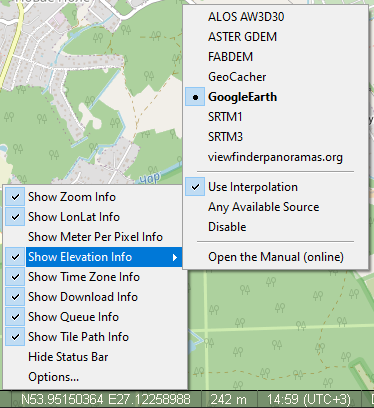 ALOS AW3D30
ASTER GDEM
FABDEM
GeoCacher
GoogleEarth
SRTM1
SRTM3
viewfinderpanoramas.org
Use Interpolation
Any Available Source
Disable
Open the Manual (online)
Show Zoom Info
Show LonLat Info
Show Meter Per Pixel Info
Show Elevation Info
Show Time Zone Info
Show Download Info
Show Queue Info
Show Tile Path Info
Hide Status Bar
Options...
N53.95150364 E27.12258988 242 m 14:59 (UTC+3)